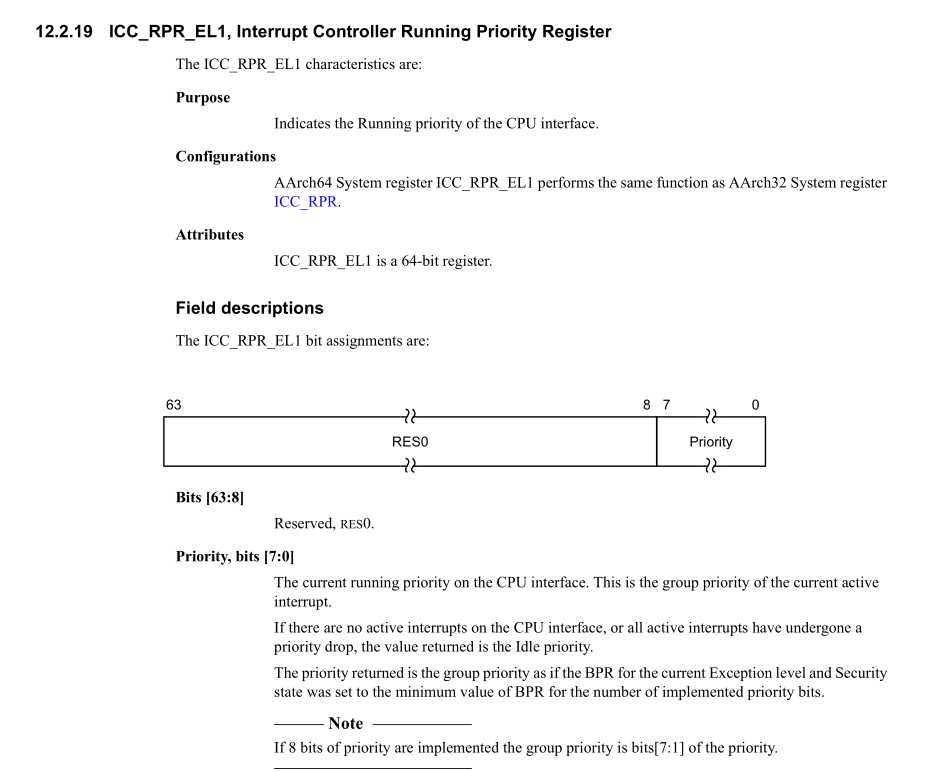 12.2.19 ICC_RPR_EL1, Interrupt Controller Running Priority Register
The ICC_RPR_EL1 characteristics are:
Purpose
Indicates the Running priority of the CPU interface.
Configurations
AArch64 System register ICC_RPR_EL1 performs the same function as AArch32 System register
ICC_RPR.
Attributes
ICC_RPR_EL1 is a 64-bit register.
Field descriptions
The ICC_RPR_EL1 bit assignments are:
63 8 7 0
RES0 Priority
Bits [63:8]
Reserved, RES0.
Priority, bits [7:0]
The current running priority on the CPU interface. This is the group priority of the current active
interrupt.
If there are no active interrupts on the CPU interface, or all active interrupts have undergone a
priority drop, the value returned is the Idle priority.
The priority returned is the group priority as if the BPR for the current Exception level and Security
state was set to the minimum value of BPR for the number of implemented priority bits.
Note
If 8 bits of priority are implemented the group priority is bits[7:1] of the priority.